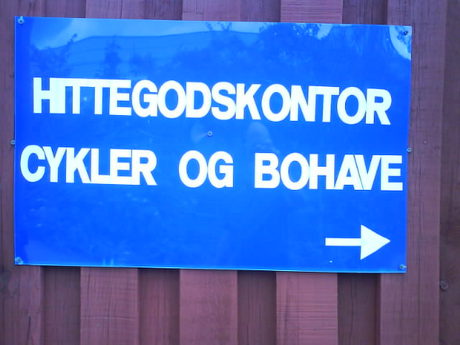 HITTEGODSKONTOR
CYKLER OG BOHAVE